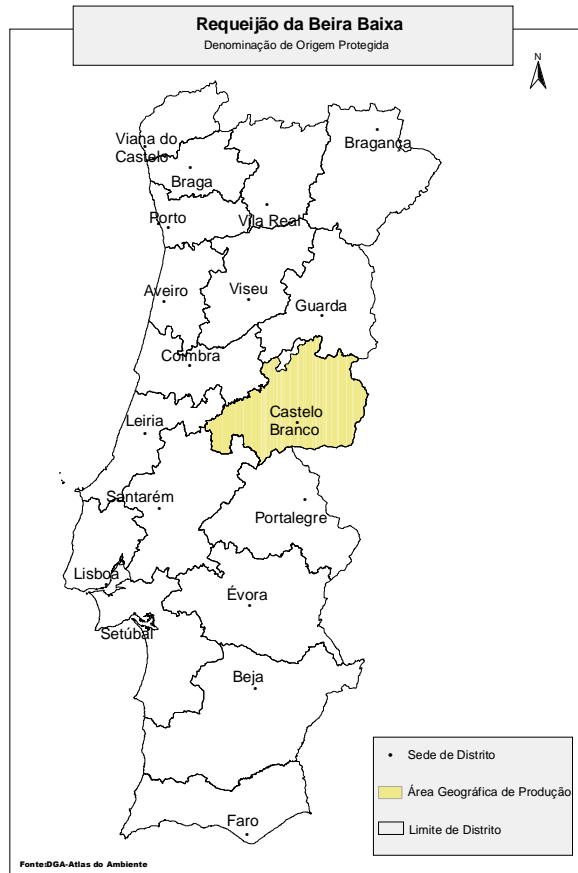 Requeijão da Beira Baixa
Denominação de Origem Protegida
N
Viana do
Castelo
Braga
Bragança
Porto
Vila Real
Aveiro
Viseu
Guarda
Coimbra
Castelo
Branco
Leiria
Santarém
Portalegre
Lisboa
Évora
Setúbal
Beja
Faro
Sede de Distrito
Área Geográfica de Produção
Limite de Distrito
Fonte:DGA-Atlas do Ambiente